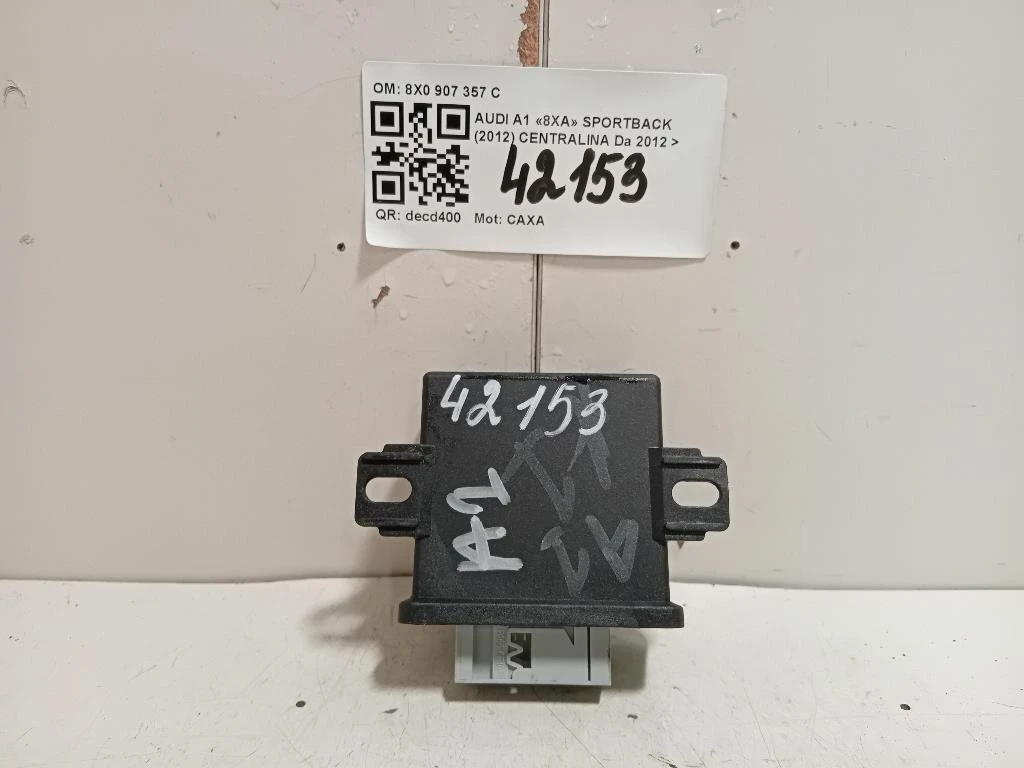 OM: 8X0 907 357 C
AUDI A1 «8XA» SPORTBACK
(2012) CENTRALINA Da 2012 >
42153
QR: decd400 Mot: CAXA
42153
A1